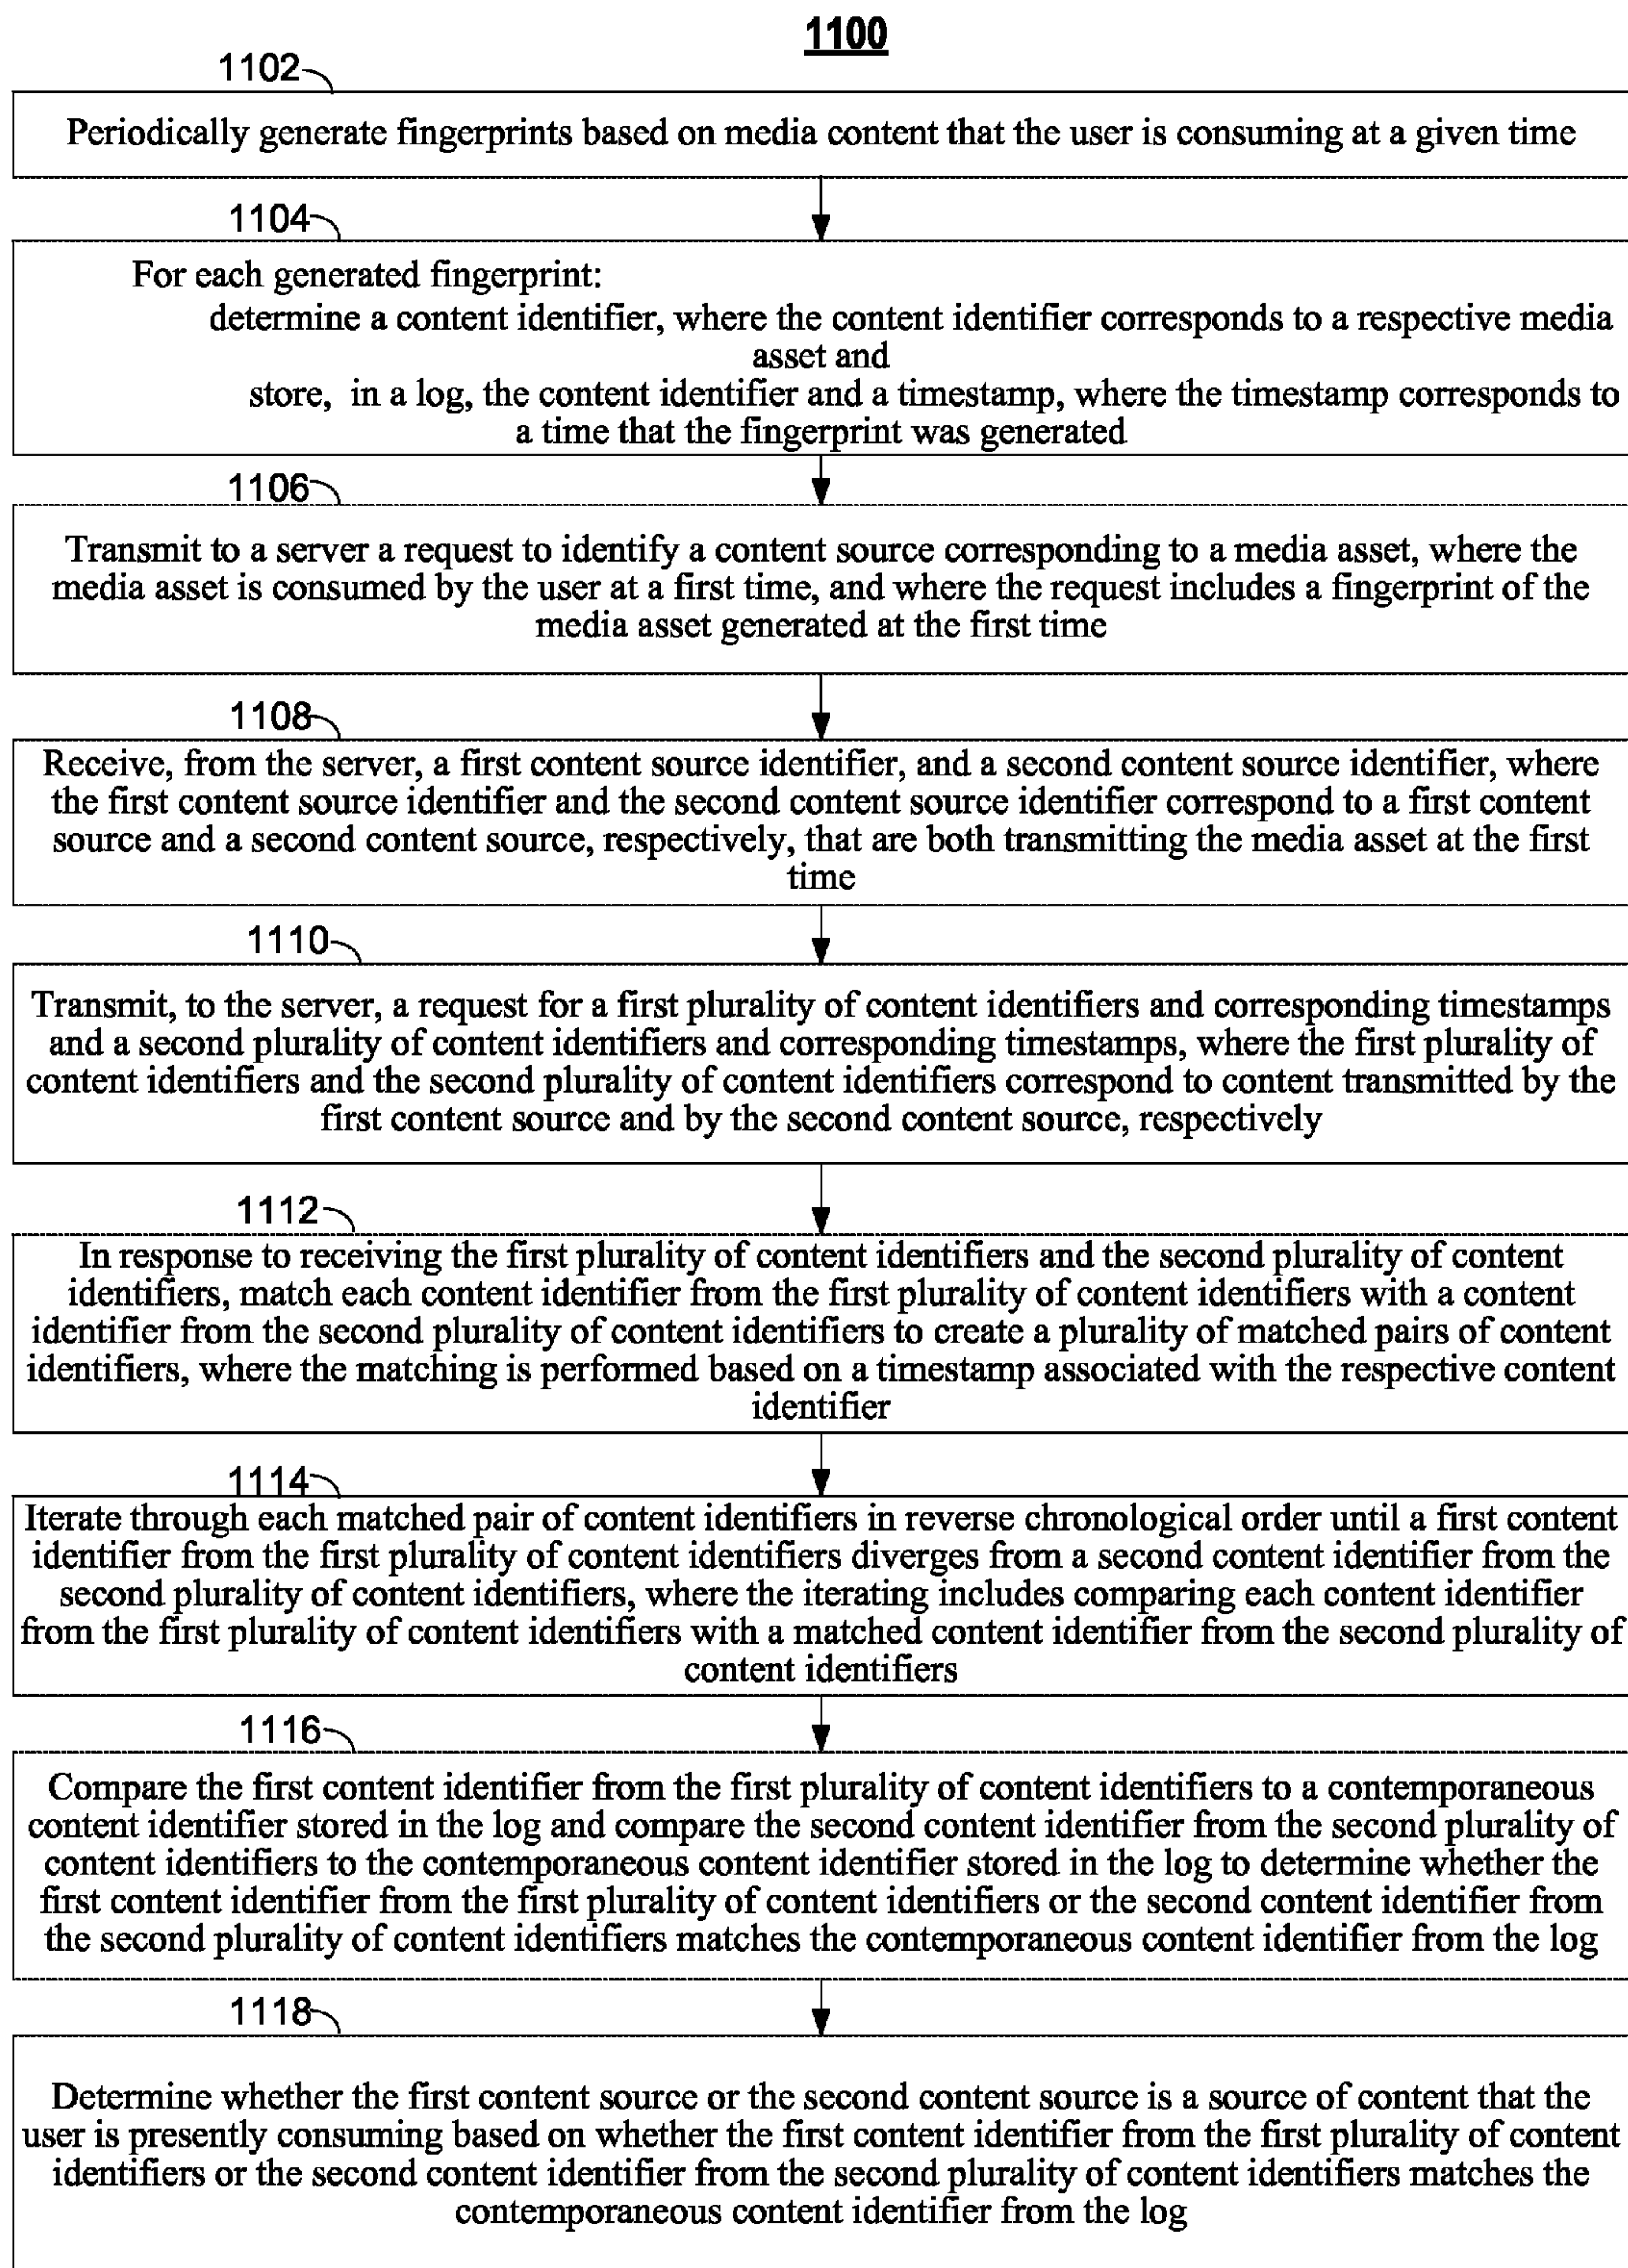 1100
1102
Periodically generate fingerprints based on media content that the user is consuming at a given time
1104
For each generated fingerprint:
determine a content identifier, where the content identifier corresponds to a respective media
asset and
store, in a log, the content identifier and a timestamp, where the timestamp corresponds to
a time that the fingerprint was generated
1106
Transmit to a server a request to identify a content source corresponding to a media asset, where the
media asset is consumed by the user at a first time, and where the request includes a fingerprint of the
media asset generated at the first time
1108
Receive, from the server, a first content source identifier, and a second content source identifier, where
the first content source identifier and the second content source identifier correspond to a first content
source and a second content source, respectively, that are both transmitting the media asset at the first
time
1110
Transmit, to the server, a request for a first plurality of content identifiers and corresponding timestamps
and a second plurality of content identifiers and corresponding timestamps, where the first plurality of
content identifiers and the second plurality of content identifiers correspond to content transmitted by the
first content source and by the second content source, respectively
1112
In response to receiving the first plurality of content identifiers and the second plurality of content
identifiers, match each content identifier from the first plurality of content identifiers with a content
identifier from the second plurality of content identifiers to create a plurality of matched pairs of content
identifiers, where the matching is performed based on a timestamp associated with the respective content
identifier
1114
Iterate through each matched pair of content identifiers in reverse chronological order until a first content
identifier from the first plurality of content identifiers diverges from a second content identifier from the
second plurality of content identifiers, where the iterating includes comparing each content identifier
from the first plurality of content identifiers with a matched content identifier from the second plurality of
content identifiers
1116
Compare the first content identifier from the first plurality of content identifiers to a contemporaneous
content identifier stored in the log and compare the second content identifier from the second plurality of
content identifiers to the contemporaneous content identifier stored in the log to determine whether the
first content identifier from the first plurality of content identifiers or the second content identifier from
the second plurality of content identifiers matches the contemporaneous content identifier from the log
1118
Determine whether the first content source or the second content source is a source of content that the
user is presently consuming based on whether the first content identifier from the first plurality of content
identifiers or the second content identifier from the second plurality of content identifiers matches the
contemporaneous content identifier from the log